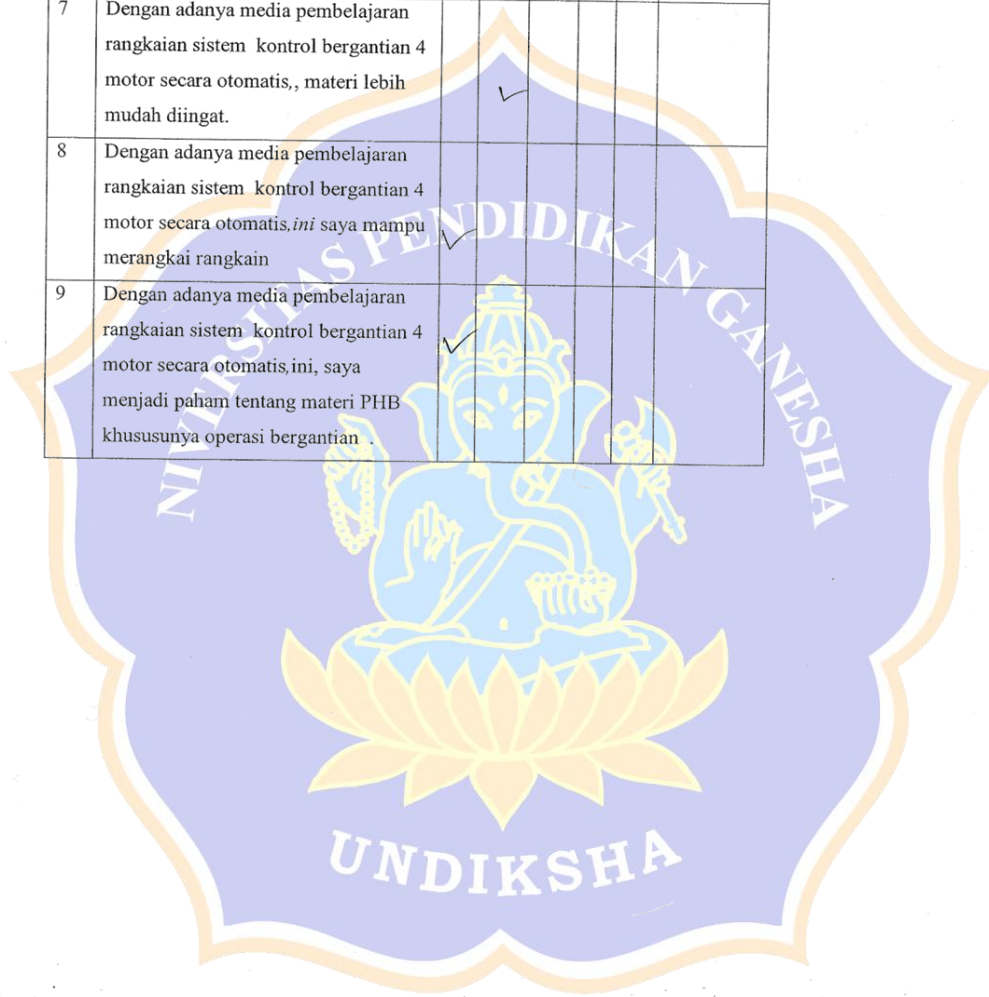 7 Dengan adanya media pembelajaran
rangkaian sistem kontrol bergantian 4
motor secara otomatis,, materi lebih
mudah diingat.
8 Dengan adanya media pembelajaran
rangkaian sistem kontrol bergantian 4
motor secara otomatis,ini saya mampu
merangkai rangkain
9 Dengan adanya media pembelajaran
rangkaian sistem kontrol bergantian 4
motor secara otomatis,ini, saya
menjadi paham tentang materi PHB
khususunya operasi bergantian .
NIVERSITAS PENDIDIKAN GANESHA
UNDIKSHA